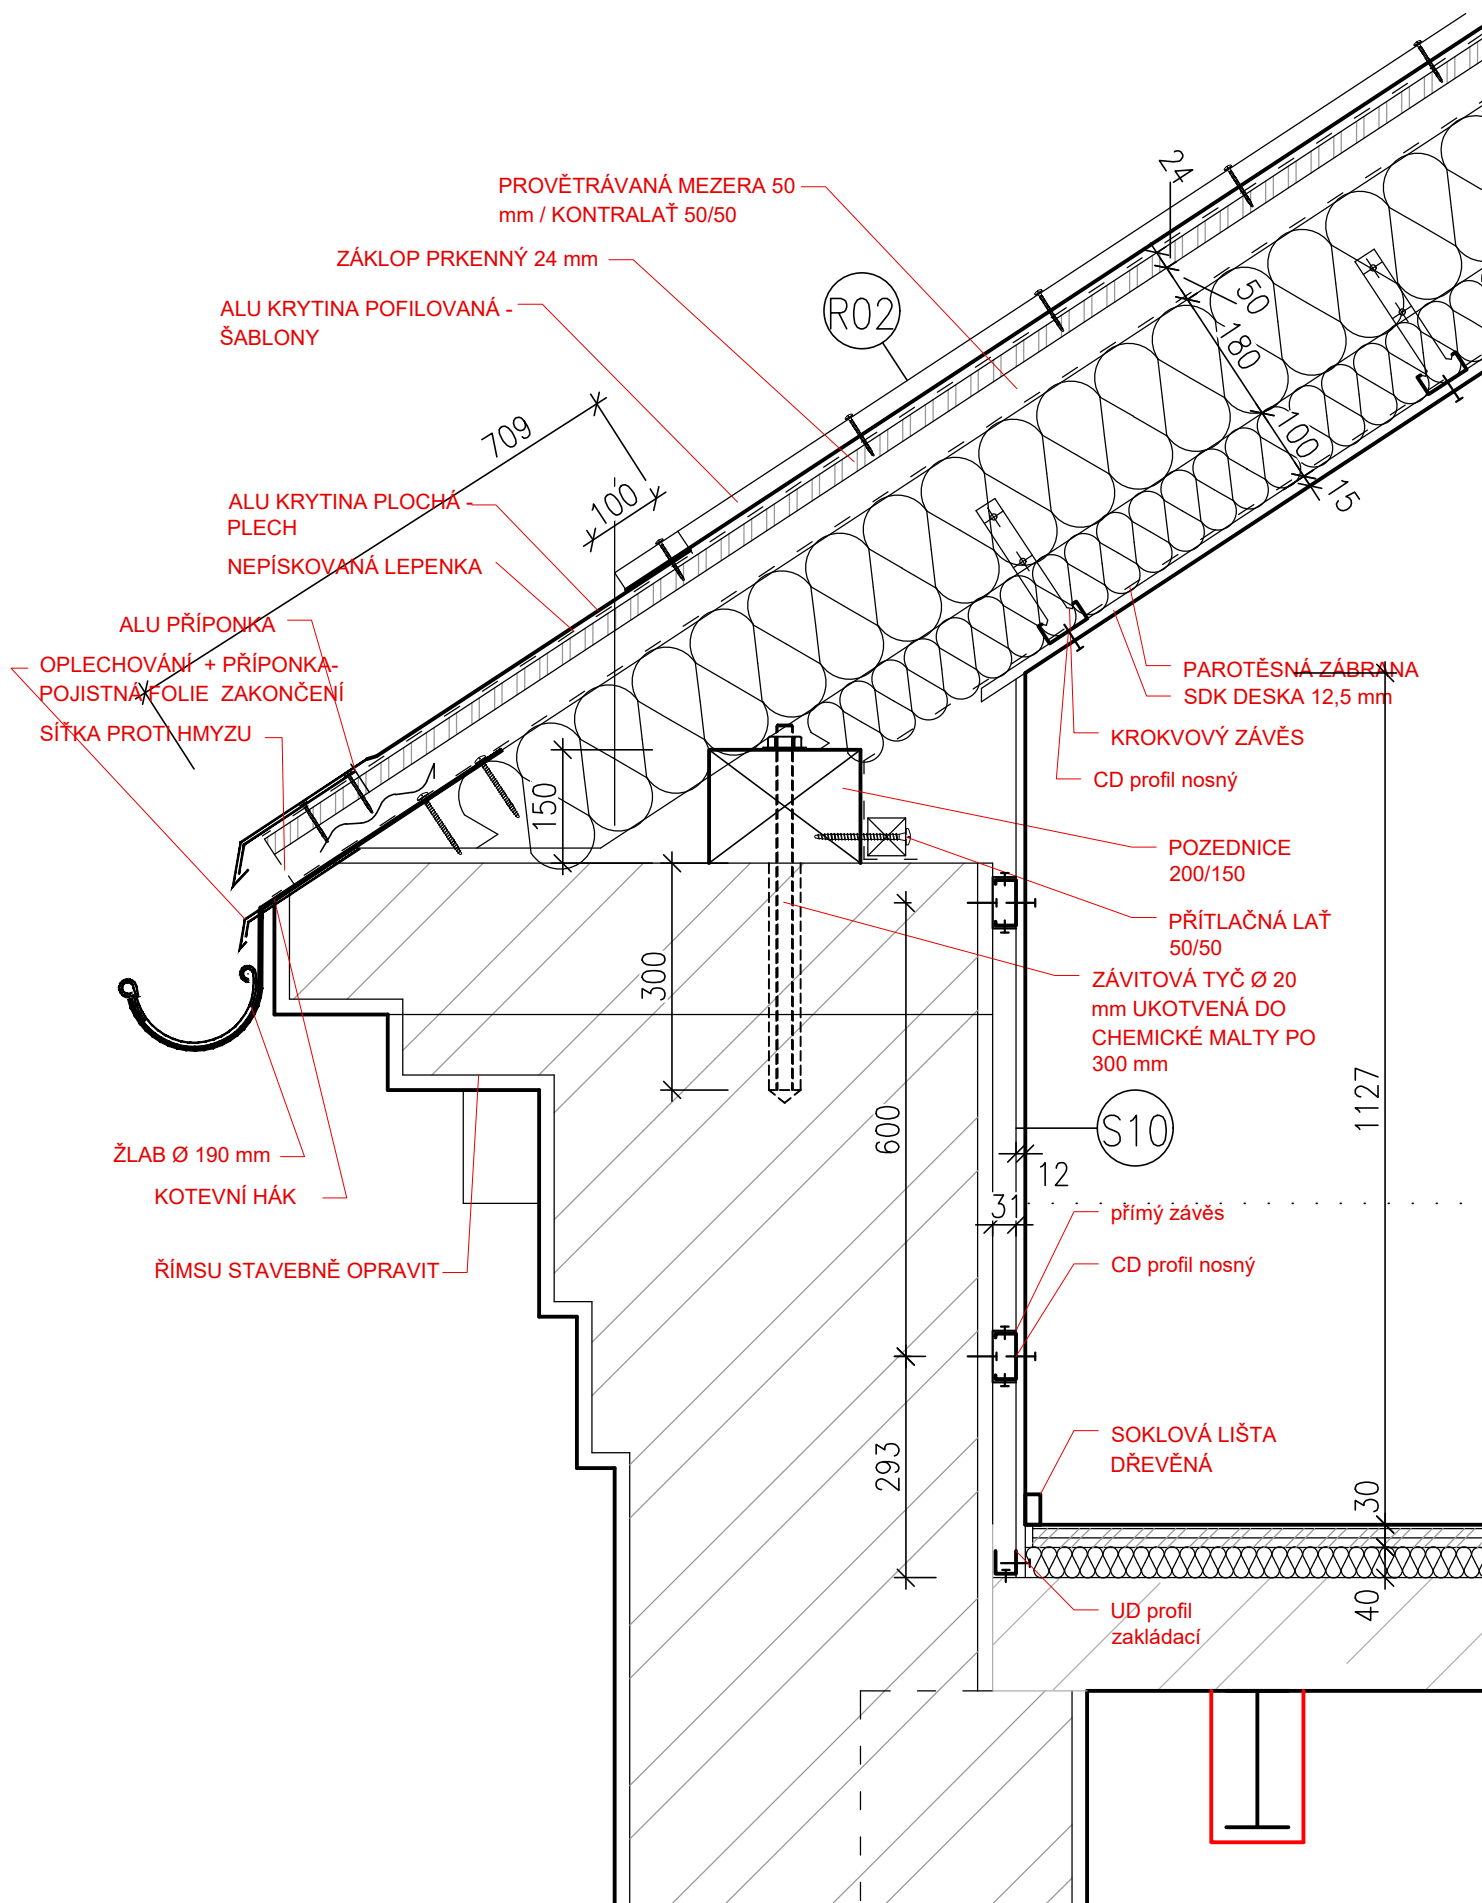 PROVĚTRÁVANÁ MEZERA 50
mm / KONTRALAŤ 50/50
ZÁKLOP PRKENNÝ 24 mm
ALU KRYTINA POFILOVANÁ -
ŠABLONY
R02
24
50
180
100
15
709
100
ALU KRYTINA PLOCHÁ -
PLECH
NEPÍSKOVANÁ LEPENKA
ALU PŘÍPONKA
OPLECHOVÁNÍ + PŘÍPONKA-
POJISTNÁ FOLIE ZAKONČENÍ
SÍŤKA PROTI HMYZU
PAROTĚSNÁ ZÁBRANA
SDK DESKA 12,5 mm
KROKVOVÝ ZÁVĚS
CD profil nosný
150
POZEDNICE
200/150
PŘÍTLAČNÁ LAŤ
50/50
300
ZÁVITOVÁ TYČ Ø 20
mm UKOTVENÁ DO
CHEMICKÉ MALTY PO
300 mm
600
1127
S10
12
31
ŽLAB Ø 190 mm
KOTEVNÍ HÁK
ŘÍMSU STAVEBNĚ OPRAVIT
přímý závěs
CD profil nosný
293
SOKLOVÁ LIŠTA
DŘEVĚNÁ
30
40
UD profil
zakládací